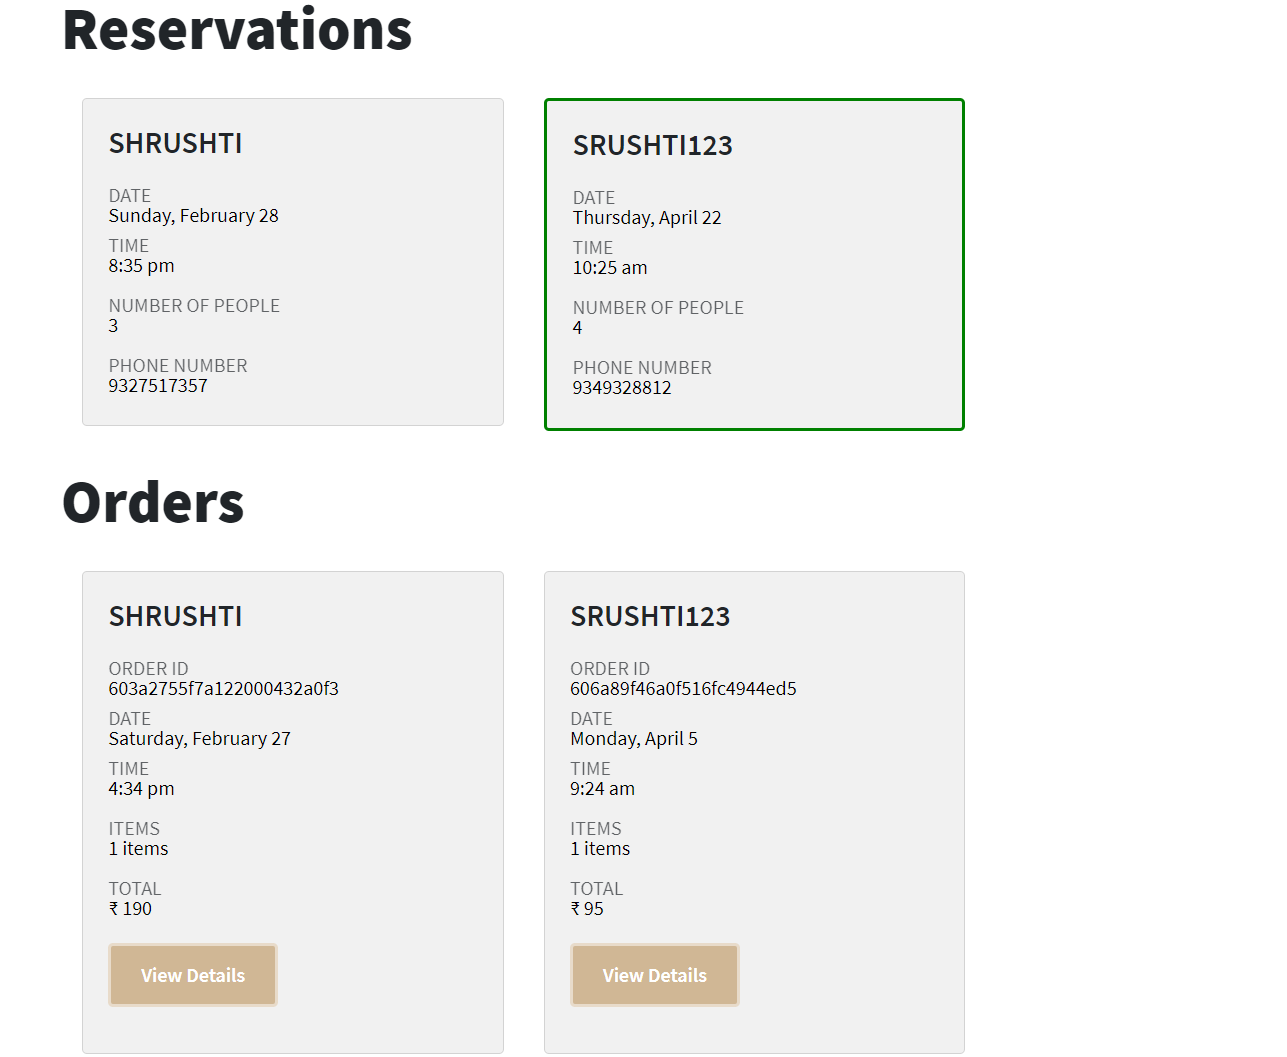 Reservations
SHRUSHTI
DATE
Sunday, February 28
TIME
8:35 pm
NUMBER OF PEOPLE
3
PHONE NUMBER
9327517357
SRUSHTI123
DATE
Thursday, April 22
TIME
10:25 am
NUMBER OF PEOPLE
4
PHONE NUMBER
9349328812
Orders
SHRUSHTI
ORDER ID
603a2755f7a122000432a0f3
DATE
Saturday, February 27
TIME
4:34 pm
ITEMS
1 items
TOTAL
₹ 190
View Details
SRUSHTI123
ORDER ID
606a89f46a0f516fc4944ed5
DATE
Monday, April 5
TIME
9:24 am
ITEMS
1 items
TOTAL
₹ 95
View Details